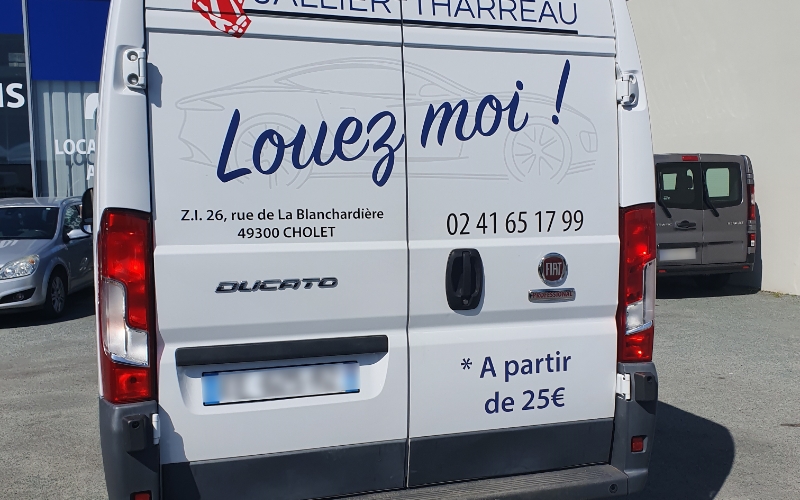 THARREAU
Louez moi !
Z.I. 26, rue de La Blanchardière
49300 CHOLET
02 41 65 17 99
DUCATO
FIAT
PROFESSIONAL
* A partir
de 25€